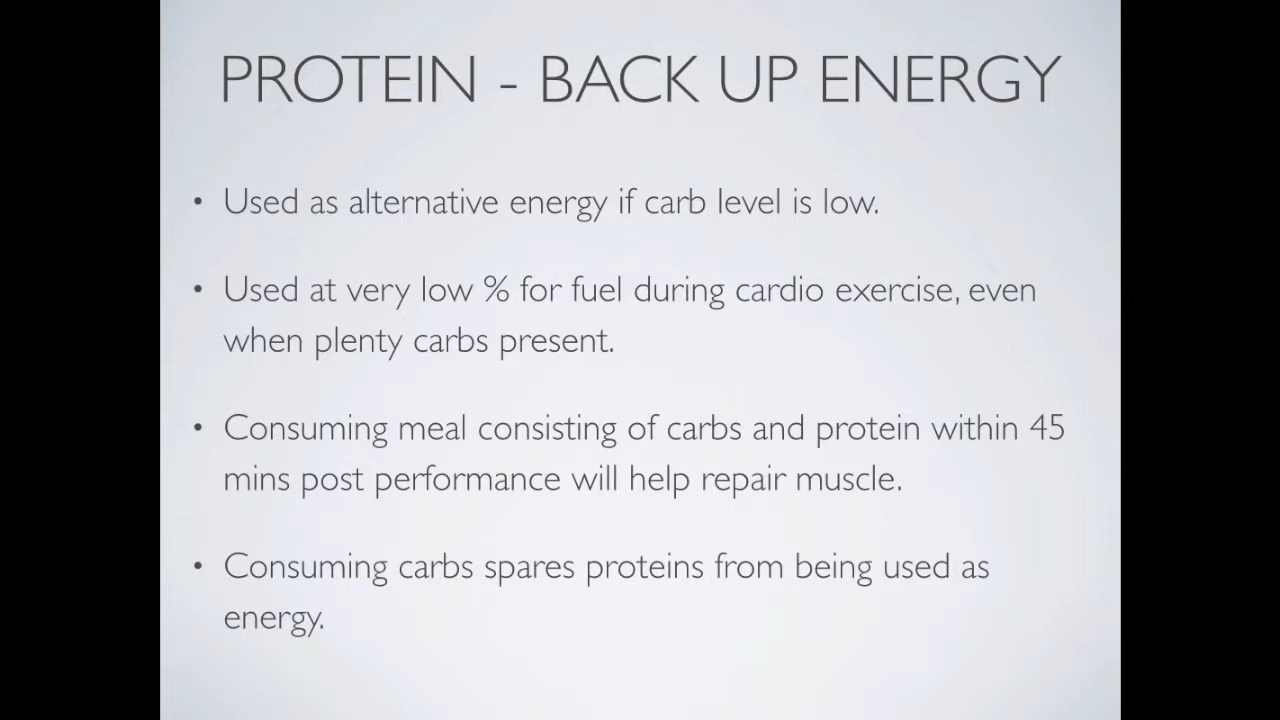 PROTEIN - BACK UP ENERGY
• Used as alternative energy if carb level is low.
• Used at very low % for fuel during cardio exercise, even
when plenty carbs present.
• Consuming meal consisting of carbs and protein within 45
mins post performance will help repair muscle.
• Consuming carbs spares proteins from being used as
energy.